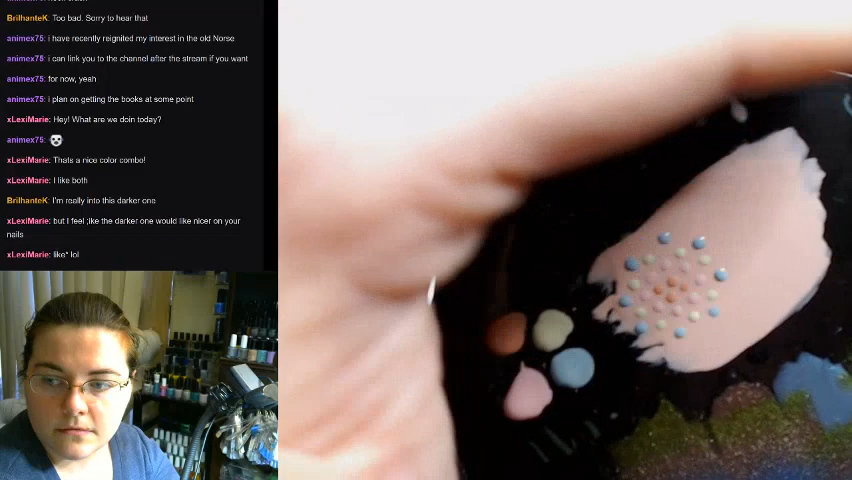 BrilhanteK: Too bad. Sorry to hear that
animex75: i have recently reignited my interest in the old Norse
animex75: i can link you to the channel after the stream if you want
animex75: for now, yeah
animex75: i plan on getting the books at some point
xLexiMarie: Hey! What are we doin today?
animex75:
xLexiMarie: Thats a nice color combo!
xLexiMarie: I like both
BrilhanteK: I'm really into this darker one
xLexiMarie: but I feel ;ike the darker one would like nicer on your
nails
xLexiMarie: like* lol